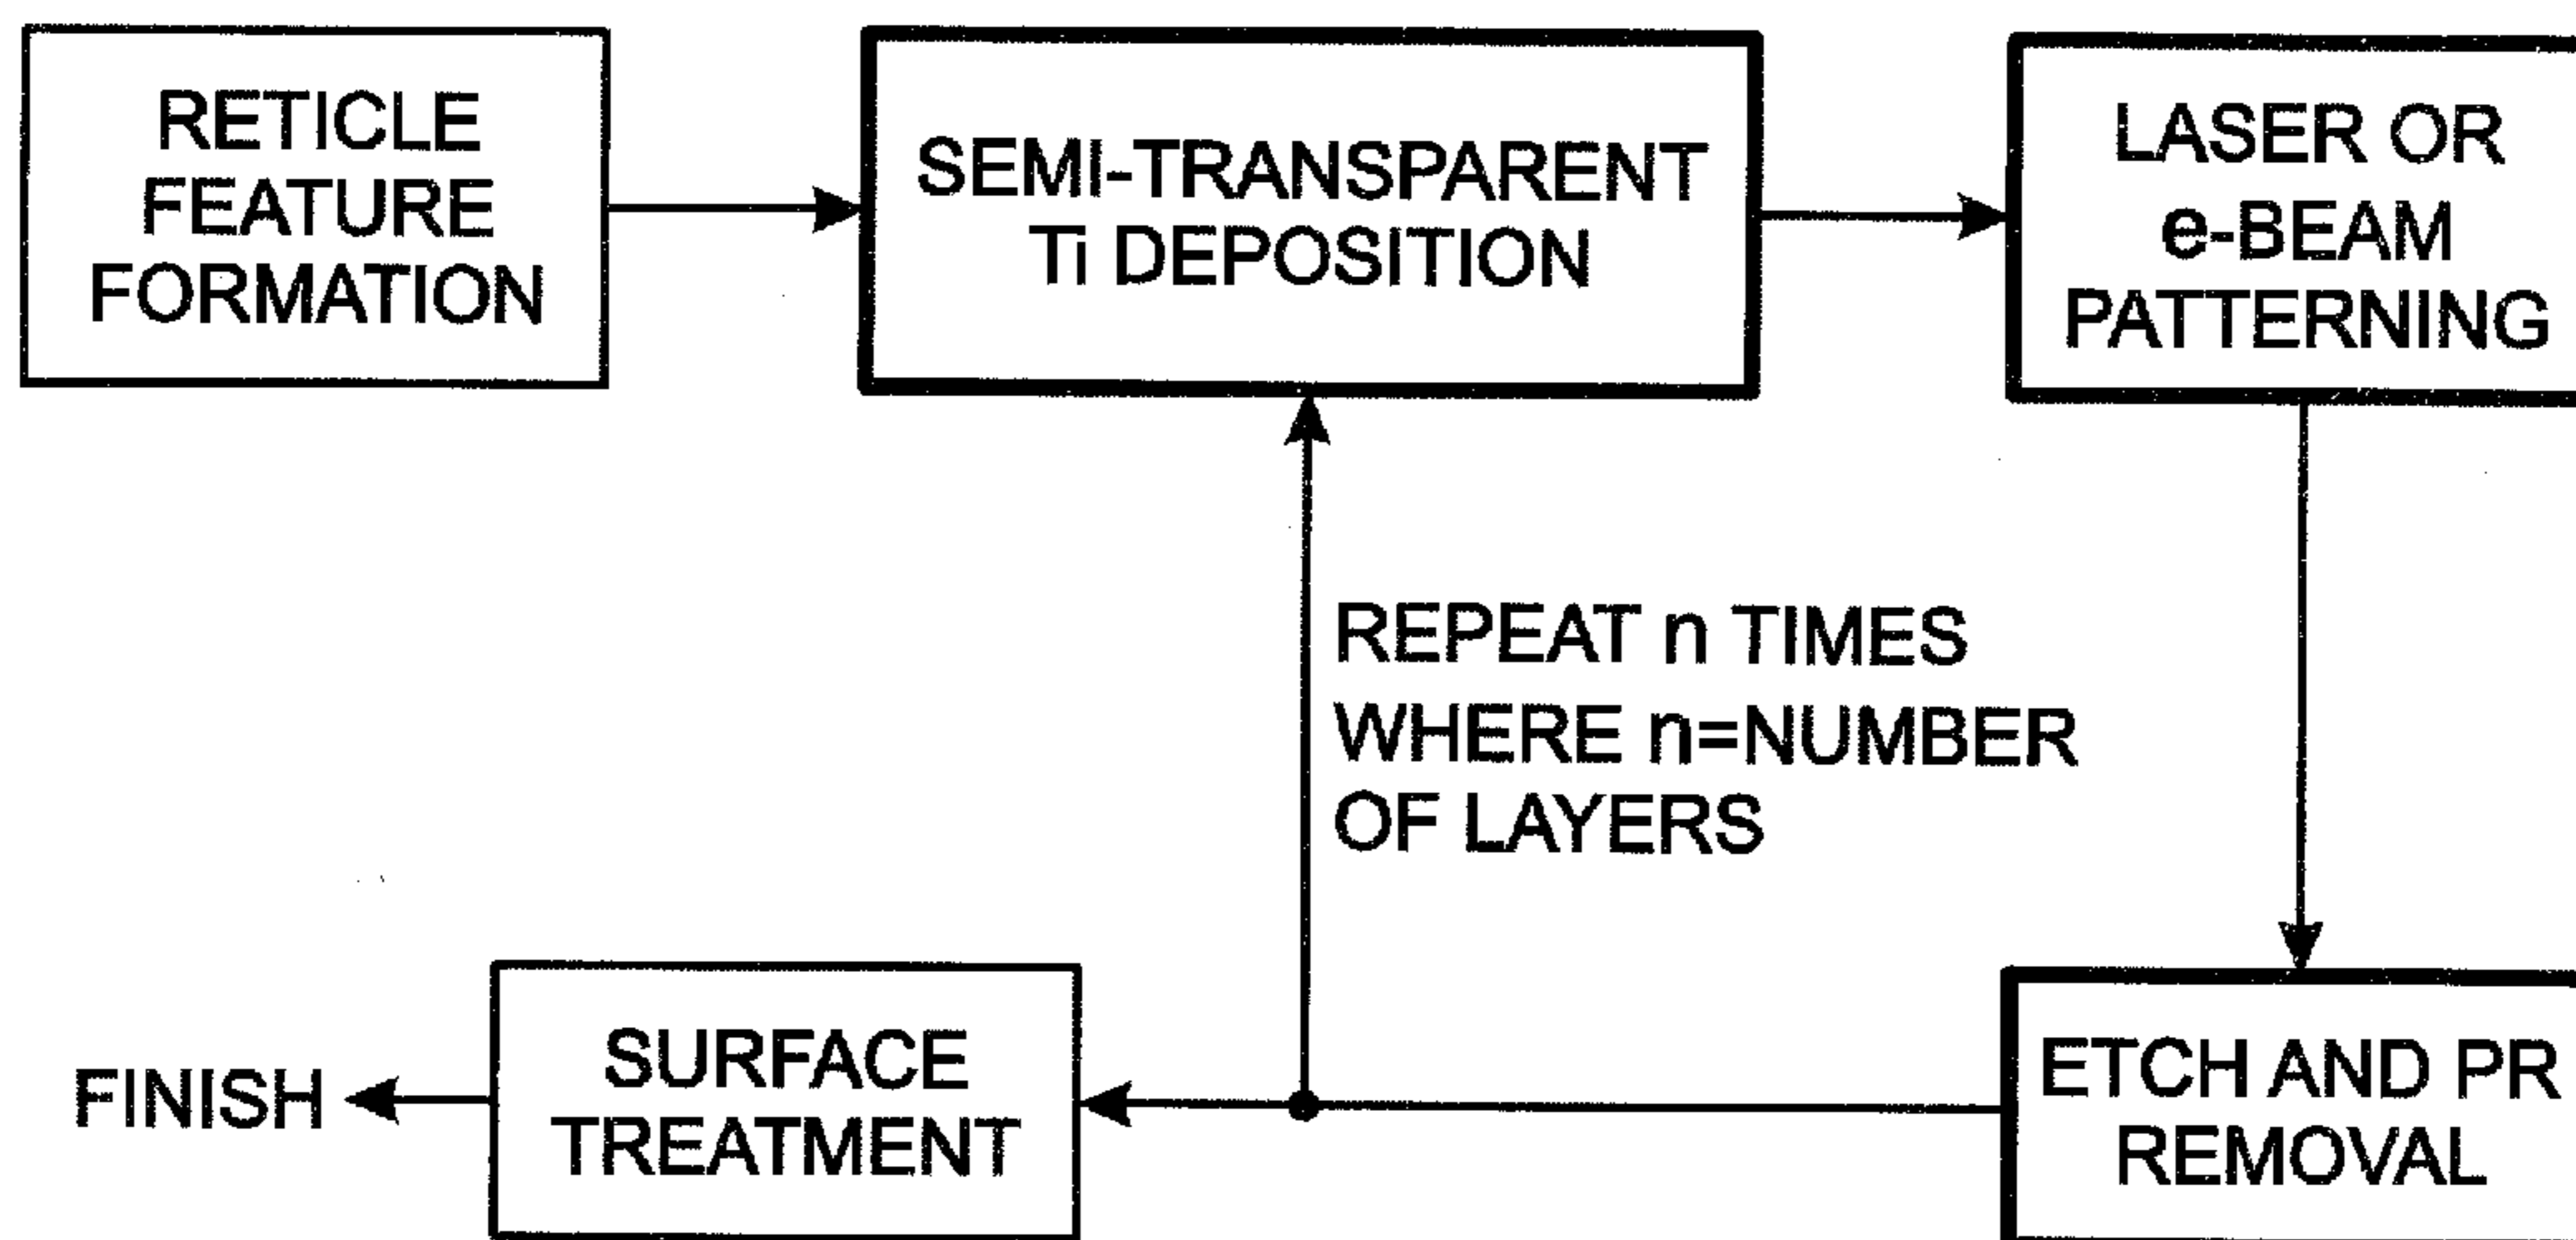 RETICLE
FEATURE
FORMATION
SEMI-TRANSPARENT
Ti DEPOSITION
LASER OR
e-BEAM
PATTERNING
REPEAT n TIMES
WHERE n=NUMBER
OF LAYERS
ETCH AND PR
REMOVAL
SURFACE
TREATMENT
FINISH